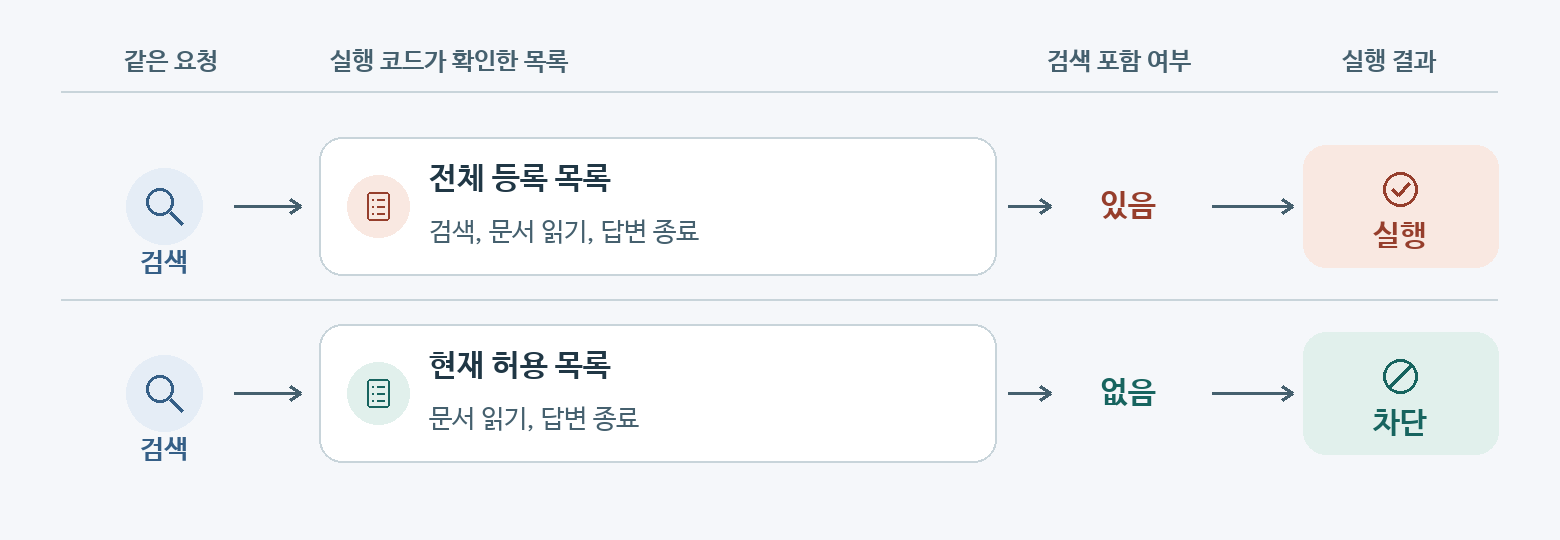 같은 요청
실행 코드가 확인한 목록
검색 포함 여부
실행 결과
검색
전체 등록 목록
검색, 문서 읽기, 답변 종료
있음
실행
검색
현재 허용 목록
문서 읽기, 답변 종료
없음
차단